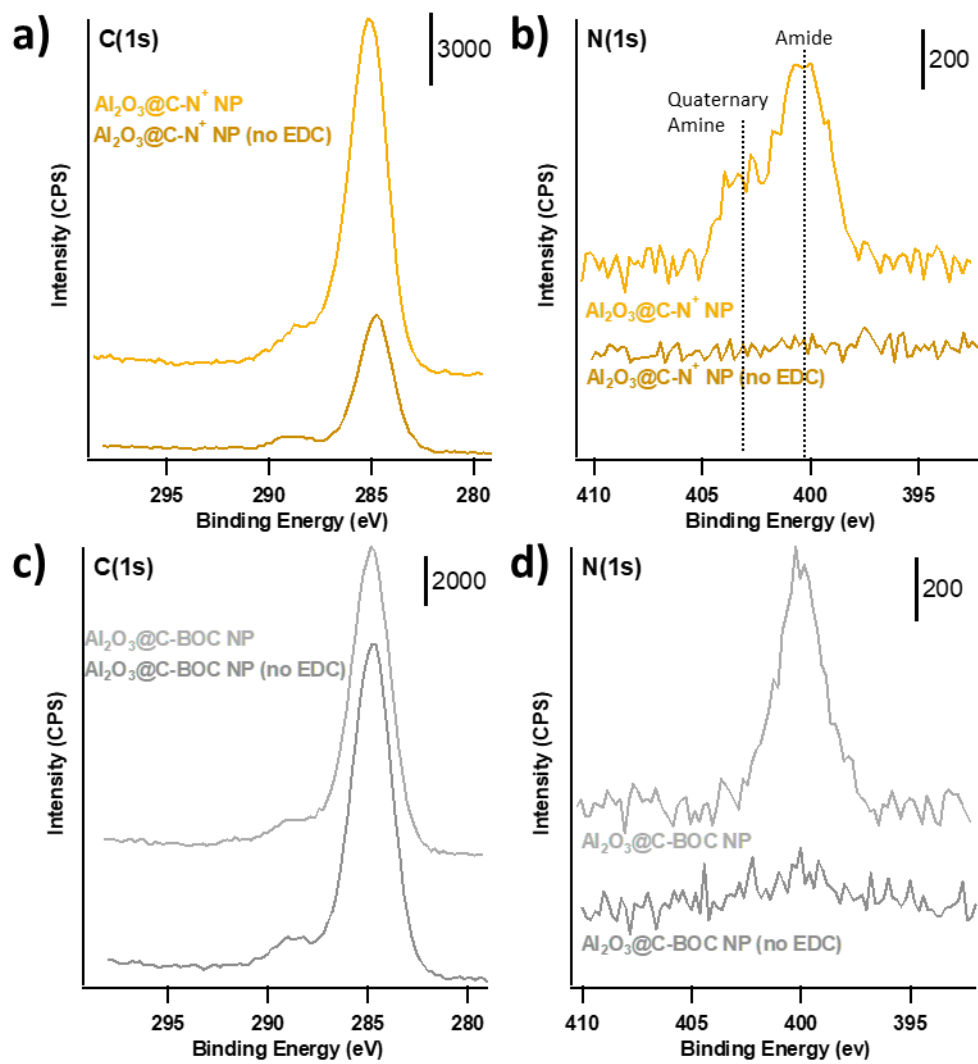 a)
C(1s)
3000
Al₂O₃@C-N⁺ NP
Al₂O₃@C-N⁺ NP (no EDC)
Intensity (CPS)
295 290 285 280
Binding Energy (eV)
b)
N(1s)
Amide
200
Quaternary
Amine
Al₂O₃@C-N⁺ NP
Al₂O₃@C-N⁺ NP (no EDC)
Intensity (CPS)
410 405 400 395
Binding Energy (ev)
c)
C(1s)
2000
Al₂O₃@C-BOC NP
Al₂O₃@C-BOC NP (no EDC)
Intensity (CPS)
295 290 285 280
Binding Energy (eV)
d)
N(1s)
200
Al₂O₃@C-BOC NP
Al₂O₃@C-BOC NP (no EDC)
Intensity (CPS)
410 405 400 395
Binding Energy (ev)